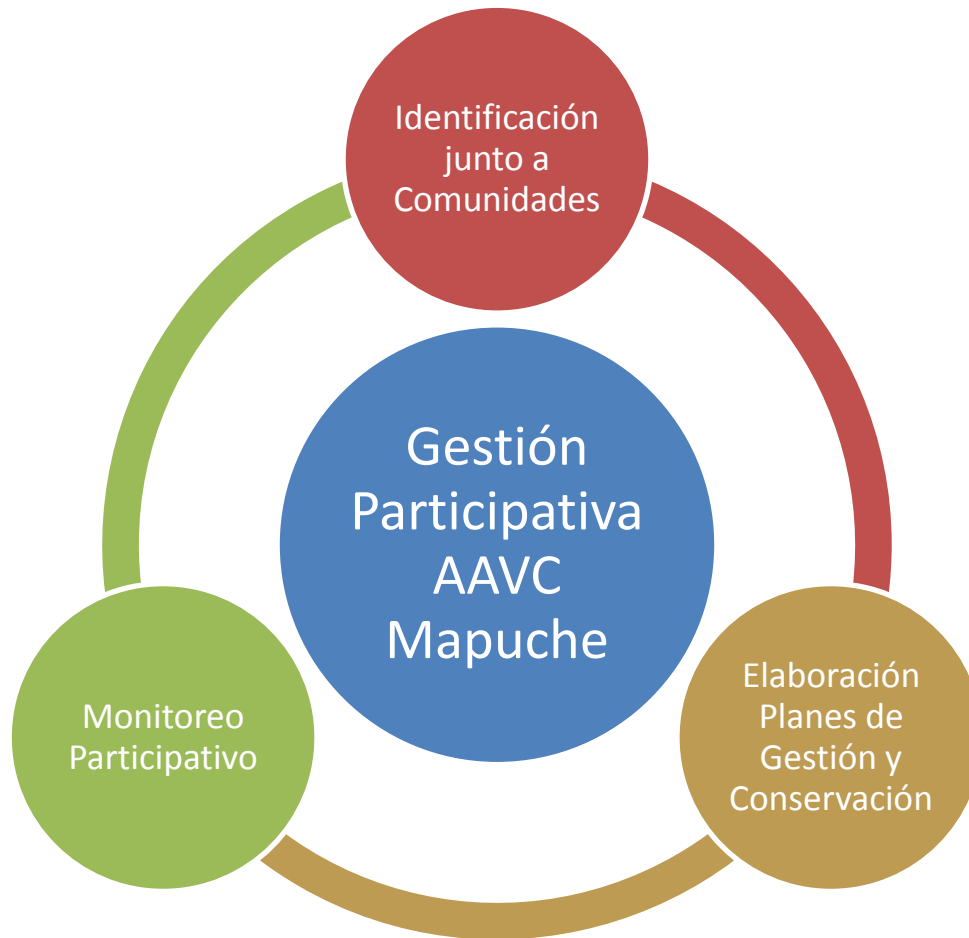 Identificación
junto a
Comunidades
Gestión
Participativa
AAVC
Mapuche
Elaboración
Planes de
Gestión y
Conservación
Monitoreo
Participativo